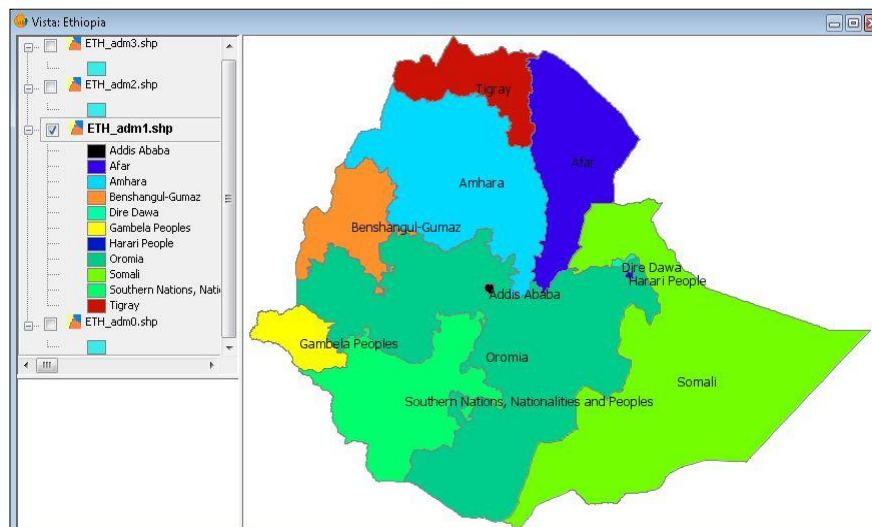 Vista: Ethiopia
ETH_adm3.shp
ETH_adm2.shp
ETH_adm1.shp
Addis Ababa
Afar
Amhara
Benshangul-Gumaz
Dire Dawa
Gambela Peoples
Harari People
Oromia
Somali
Southern Nations, Nati
Tigray
ETH_adm0.shp
Tigray
Afar
Amhara
Benshangul-Gumaz
Dire Dawa
Harari People
Addis Ababa
Gambela Peoples
Oromia
Somali
Southern Nations, Nationalities and Peoples